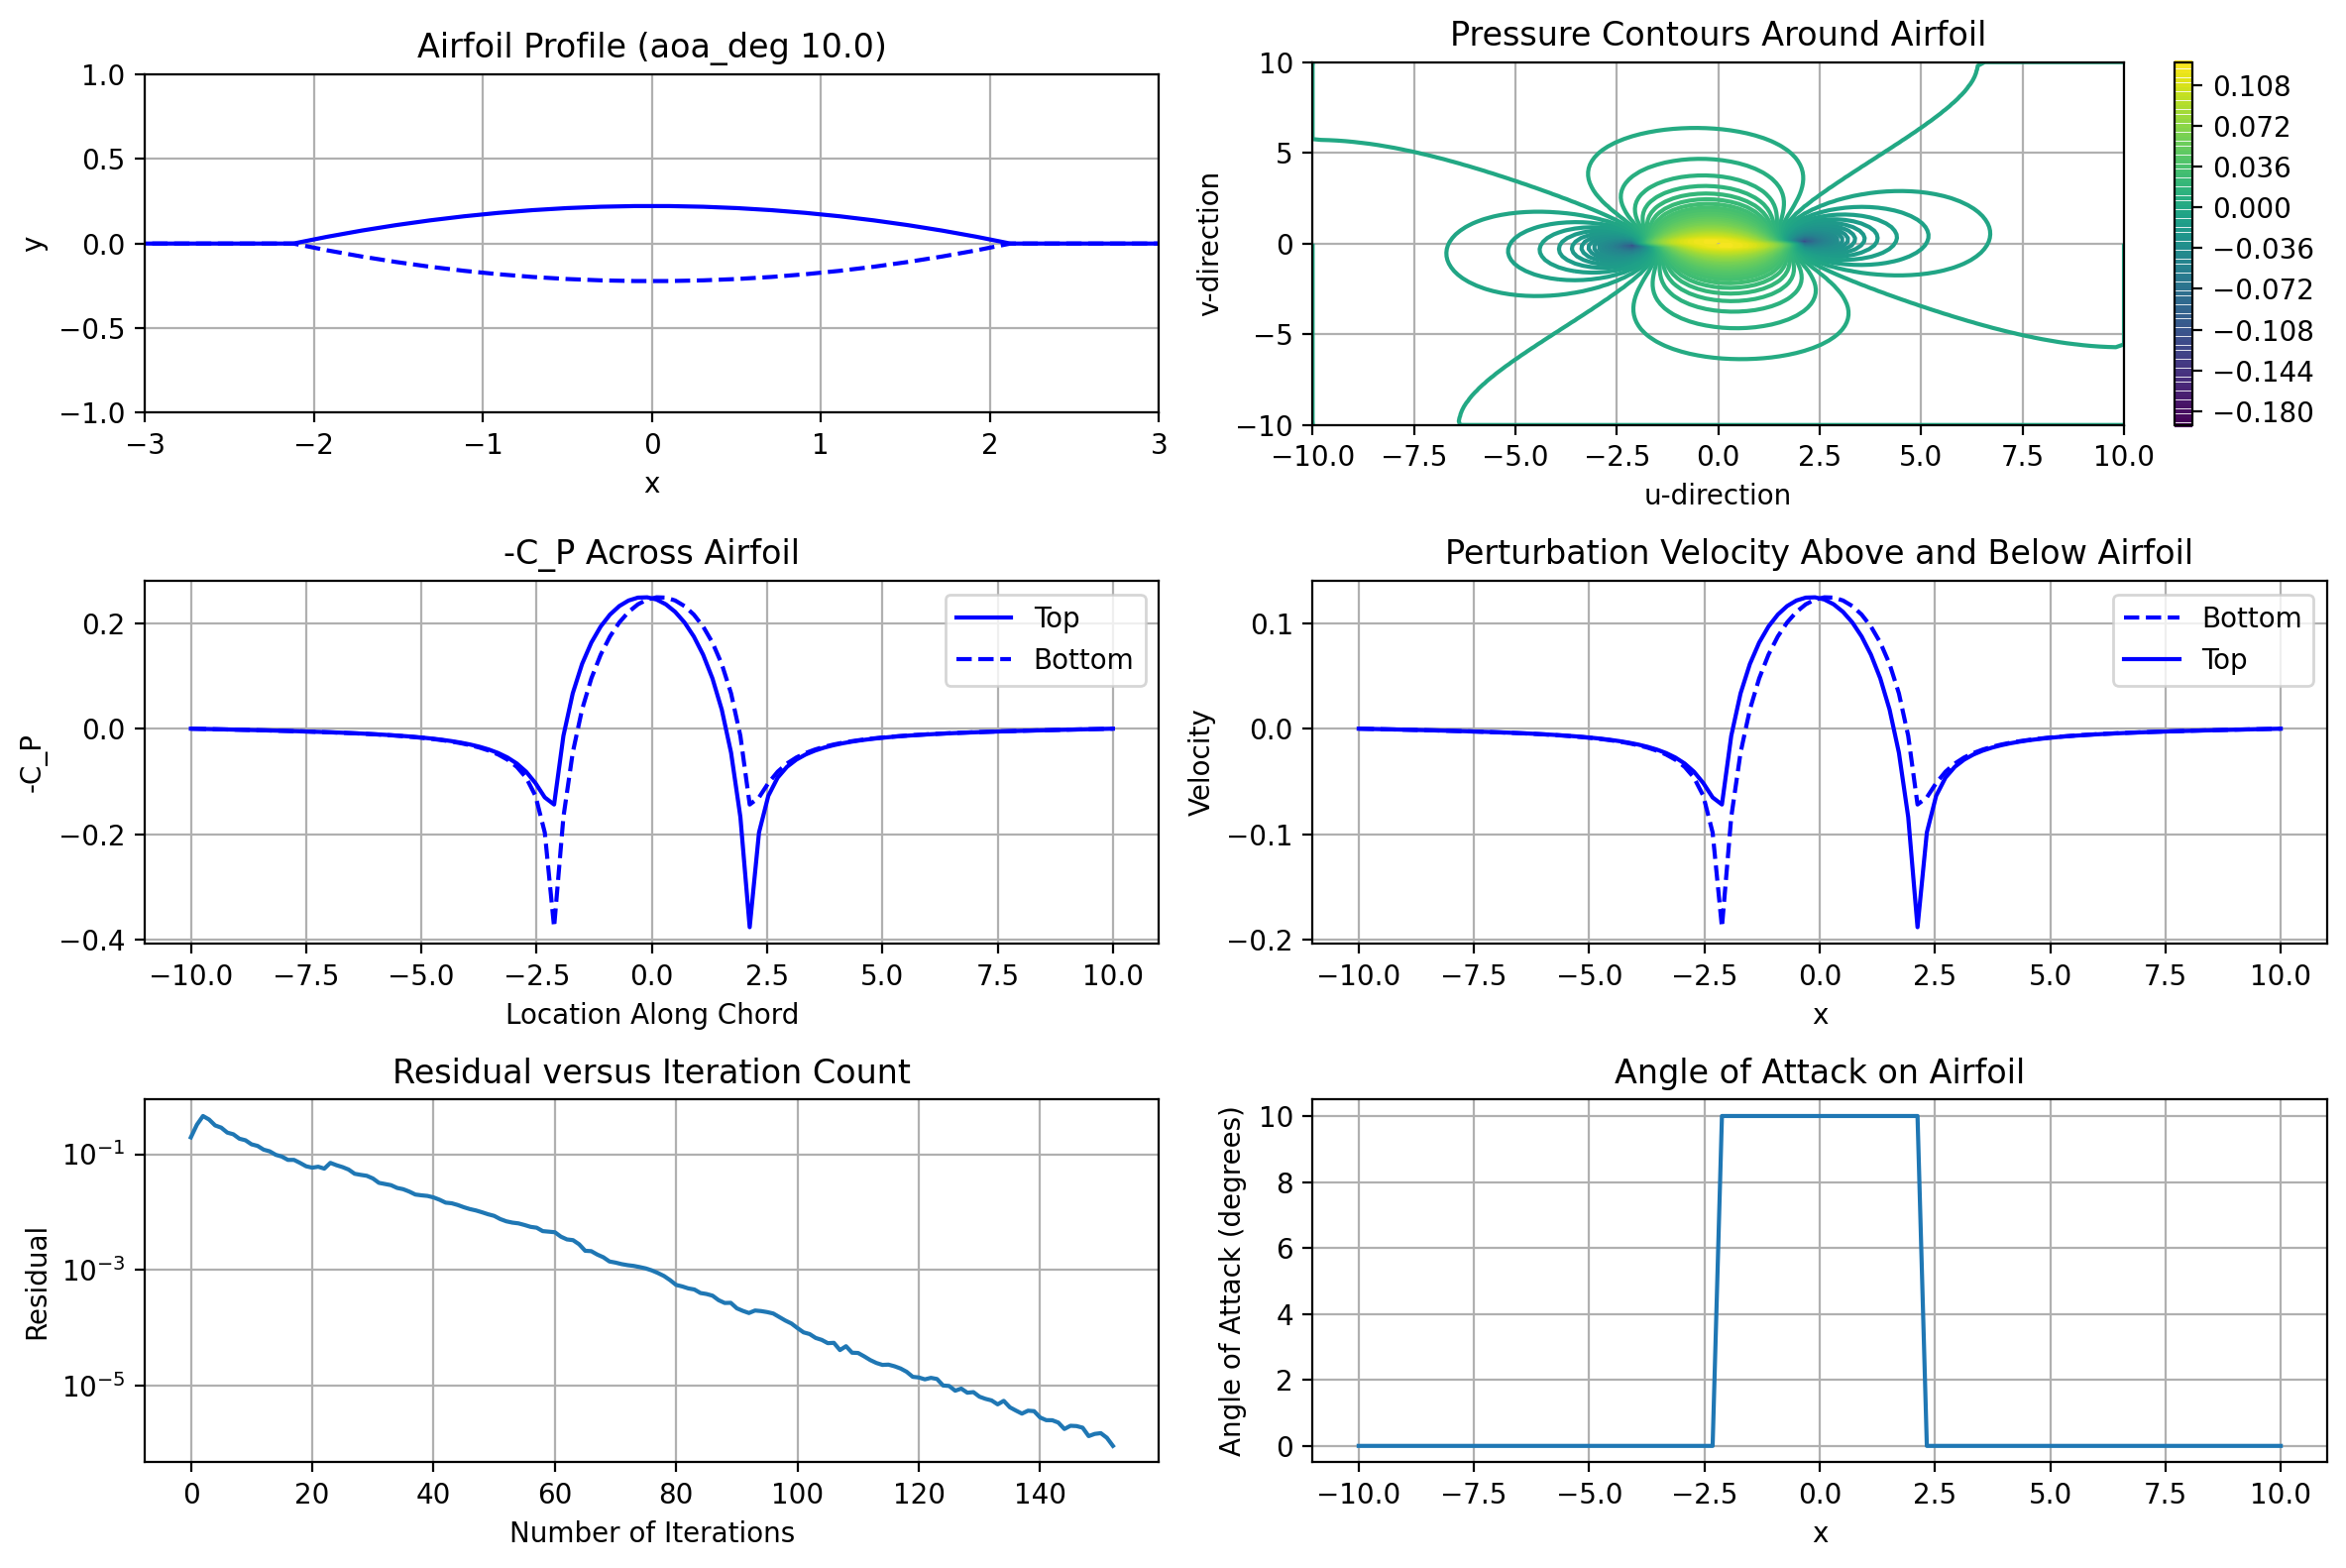 Airfoil Profile (aoa_deg 10.0)
1.0
0.5
0.0
−0.5
−1.0
y
−3 −2 −1 0 1 2 3
x
Pressure Contours Around Airfoil
10
5
0
−5
−10
v-direction
−10.0 −7.5 −5.0 −2.5 0.0 2.5 5.0 7.5 10.0
u-direction
0.108
0.072
0.036
0.000
−0.036
−0.072
−0.108
−0.144
−0.180
-C_P Across Airfoil
0.2
0.0
−0.2
−0.4
-C_P
Top
Bottom
−10.0 −7.5 −5.0 −2.5 0.0 2.5 5.0 7.5 10.0
Location Along Chord
Perturbation Velocity Above and Below Airfoil
0.1
0.0
−0.1
−0.2
Velocity
Bottom
Top
−10.0 −7.5 −5.0 −2.5 0.0 2.5 5.0 7.5 10.0
x
Residual versus Iteration Count
10⁻¹
10⁻³
10⁻⁵
Residual
0 20 40 60 80 100 120 140
Number of Iterations
Angle of Attack on Airfoil
10
8
6
4
2
0
Angle of Attack (degrees)
−10.0 −7.5 −5.0 −2.5 0.0 2.5 5.0 7.5 10.0
x